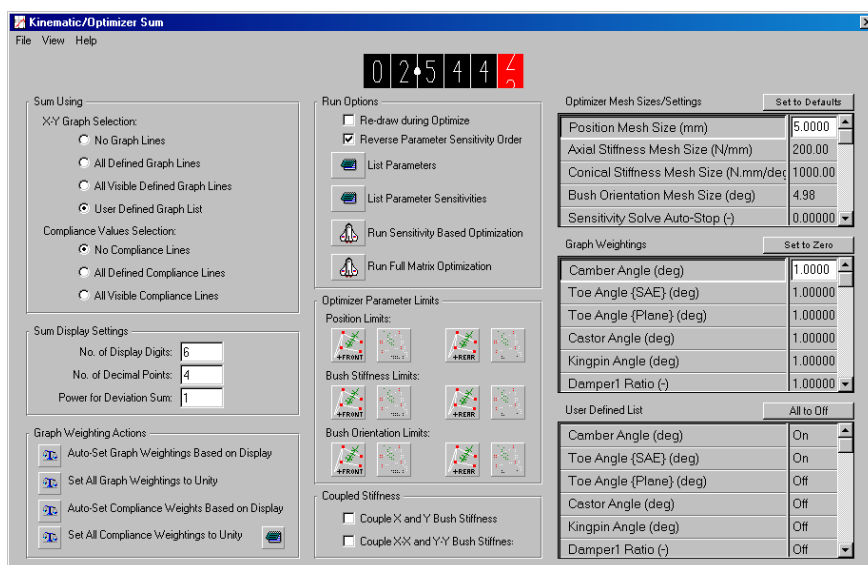 Kinematic/Optimizer Sum
File View Help
0 2 5 4 4
Sum Using
X-Y Graph Selection:
No Graph Lines
All Defined Graph Lines
All Visible Defined Graph Lines
User Defined Graph List
Compliance Values Selection:
No Compliance Lines
All Defined Compliance Lines
All Visible Compliance Lines
Sum Display Settings
No. of Display Digits: 6
No. of Decimal Points: 4
Power for Deviation Sum: 1
Graph Weighting Actions
Auto-Set Graph Weightings Based on Display
Set All Graph Weightings to Unity
Auto-Set Compliance Weights Based on Display
Set All Compliance Weightings to Unity
Run Options
Re-draw during Optimize
Reverse Parameter Sensitivity Order
List Parameters
List Parameter Sensitivities
Run Sensitivity Based Optimization
Run Full Matrix Optimization
Optimizer Parameter Limits
Position Limits:
+FRONT +REAR
Bush Stiffness Limits:
+FRONT +REAR
Bush Orientation Limits:
+FRONT +REAR
Coupled Stiffness
Couple X and Y Bush Stiffness
Couple X-X and Y-Y Bush Stiffnes:
Optimizer Mesh Sizes/Settings Set to Defaults
Position Mesh Size (mm) 5.0000
Axial Stiffness Mesh Size (N/mm) 200.00
Conical Stiffness Mesh Size (N.mm/deg 1000.00
Bush Orientation Mesh Size (deg) 4.98
Sensitivity Solve Auto-Stop (-) 0.00000
Graph Weightings Set to Zero
Camber Angle (deg) 1.0000
Toe Angle {SAE} (deg) 1.00000
Toe Angle {Plane} (deg) 1.00000
Castor Angle (deg) 1.00000
Kingpin Angle (deg) 1.00000
Damper1 Ratio (-) 1.00000
User Defined List All to Off
Camber Angle (deg) On
Toe Angle {SAE} (deg) On
Toe Angle {Plane} (deg) Off
Castor Angle (deg) Off
Kingpin Angle (deg) Off
Damper1 Ratio (-) Off